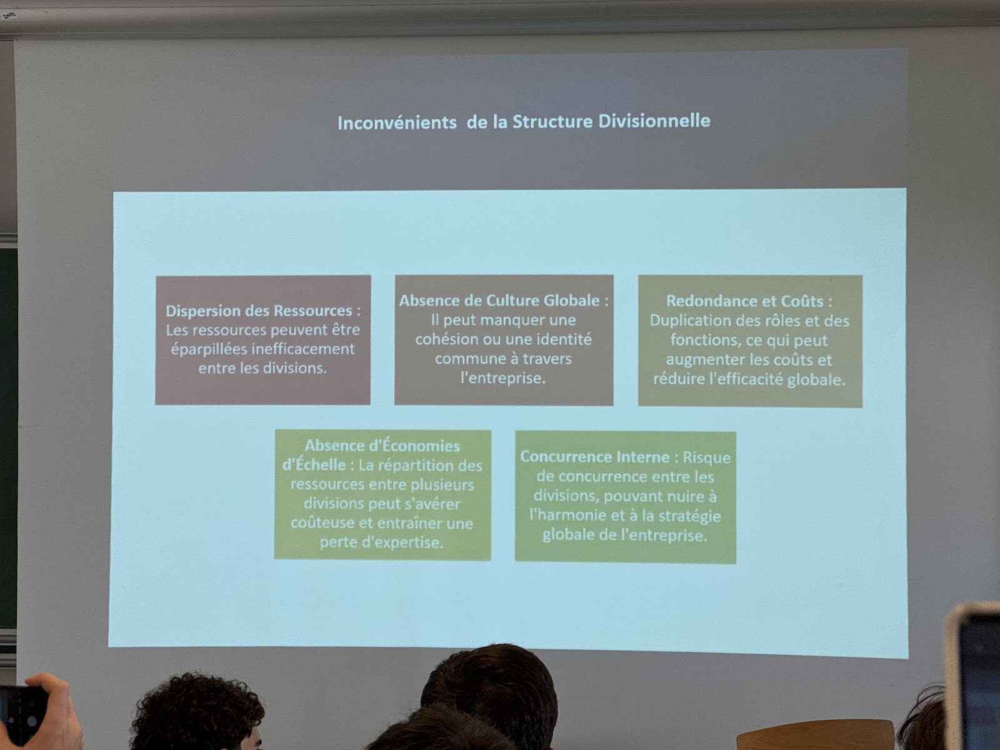 Inconvénients de la Structure Divisionnelle
Dispersion des Ressources :
Les ressources peuvent être
éparpillées inefficacement
entre les divisions.
Absence de Culture Globale :
Il peut manquer une
cohésion ou une identité
commune à travers
l'entreprise.
Redondance et Coûts :
Duplication des rôles et des
fonctions, ce qui peut
augmenter les coûts et
réduire l'efficacité globale.
Absence d'Économies
d'Échelle : La répartition des
ressources entre plusieurs
divisions peut s'avérer
coûteuse et entraîner une
perte d'expertise.
Concurrence Interne : Risque
de concurrence entre les
divisions, pouvant nuire à
l'harmonie et à la stratégie
globale de l'entreprise.